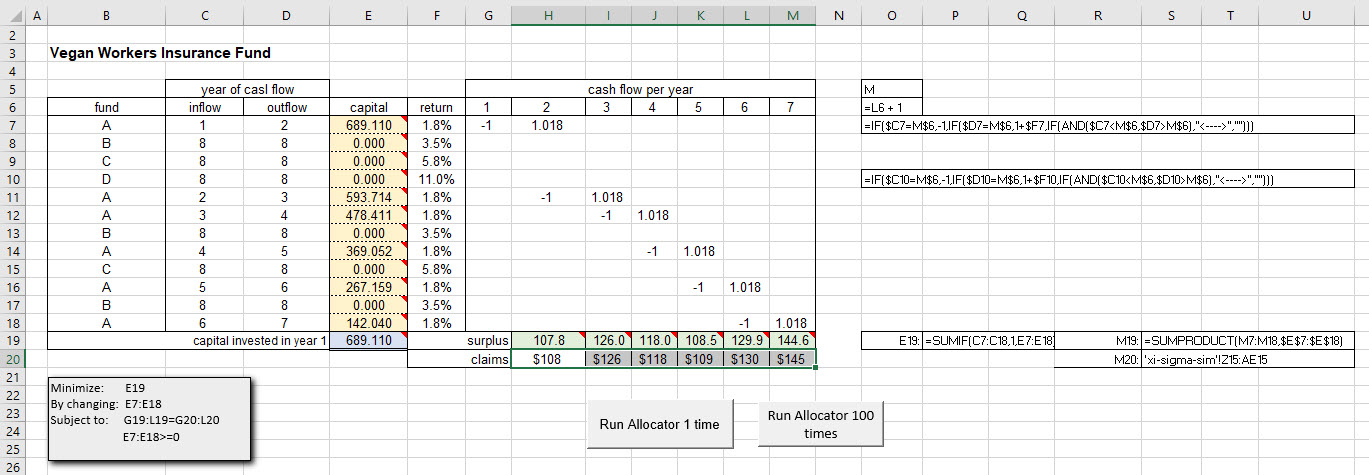 A B C D E F G H I J K L M N O P Q R S T U
2
3 Vegan Workers Insurance Fund
4
5 year of casl flow cash flow per year M
6 fund inflow outflow capital return 1 2 3 4 5 6 7 =L6 + 1
7 A 1 2 689.110 1.8% -1 1.018 =IF($C7=M$6,-1,IF($D7=M$6,1+$F7,IF(AND($C7<M$6,$D7>M$6),"<---->","")))
8 B 8 8 0.000 3.5%
9 C 8 8 0.000 5.8%
10 D 8 8 0.000 11.0% =IF($C10=M$6,-1,IF($D10=M$6,1+$F10,IF(AND($C10<M$6,$D10>M$6),"<---->","")))
11 A 2 3 593.714 1.8% -1 1.018
12 A 3 4 478.411 1.8% -1 1.018
13 B 8 8 0.000 3.5%
14 A 4 5 369.052 1.8% -1 1.018
15 C 8 8 0.000 5.8%
16 A 5 6 267.159 1.8% -1 1.018
17 B 8 8 0.000 3.5%
18 A 6 7 142.040 1.8% -1 1.018
19 capital invested in year 1 689.110 surplus 107.8 126.0 118.0 108.5 129.9 144.6 E19: =SUMIF(C7:C18,1,E7:E18) M19: =SUMPRODUCT(M7:M18,$E$7:$E$18)
20 claims $108 $126 $118 $109 $130 $145 M20: 'xi-sigma-sim'!Z15:AE15
21
22 Minimize: E19
23 By changing: E7:E18 Run Allocator 1 time Run Allocator 100 times
24 Subject to: G19:L19=G20:L20
25 E7:E18>=0
26